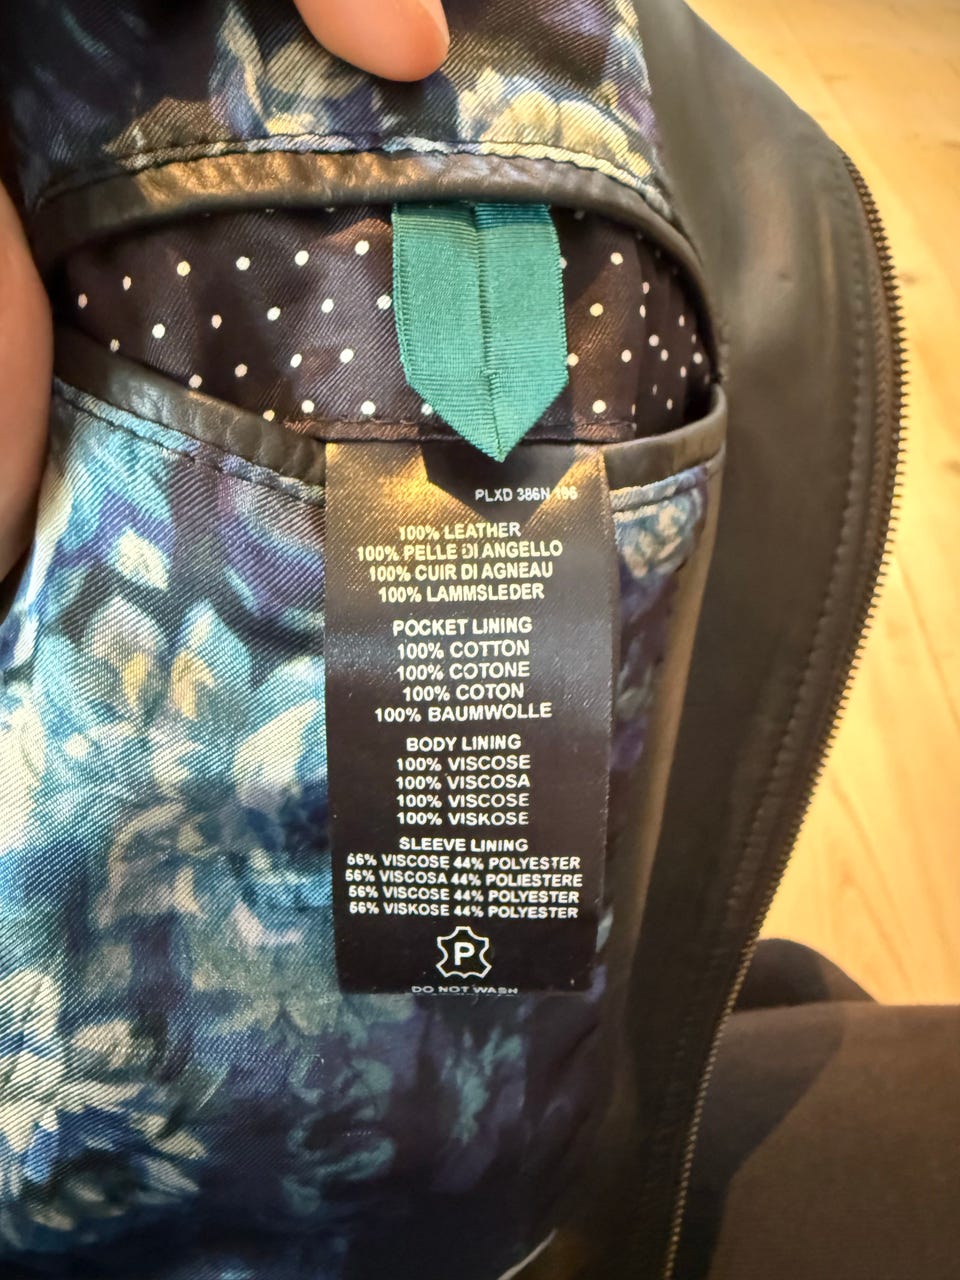 PLXD 386N 196
100% LEATHER
100% PELLE DI ANGELLO
100% CUIR DI AGNEAU
100% LAMMSLEDER
POCKET LINING
100% COTTON
100% COTONE
100% COTON
100% BAUMWOLLE
BODY LINING
100% VISCOSE
100% VISCOSA
100% VISCOSE
100% VISKOSE
SLEEVE LINING
56% VISCOSE 44% POLYESTER
56% VISCOSA 44% POLIESTERE
56% VISCOSE 44% POLYESTER
56% VISKOSE 44% POLYESTER
P
DO NOT WASH